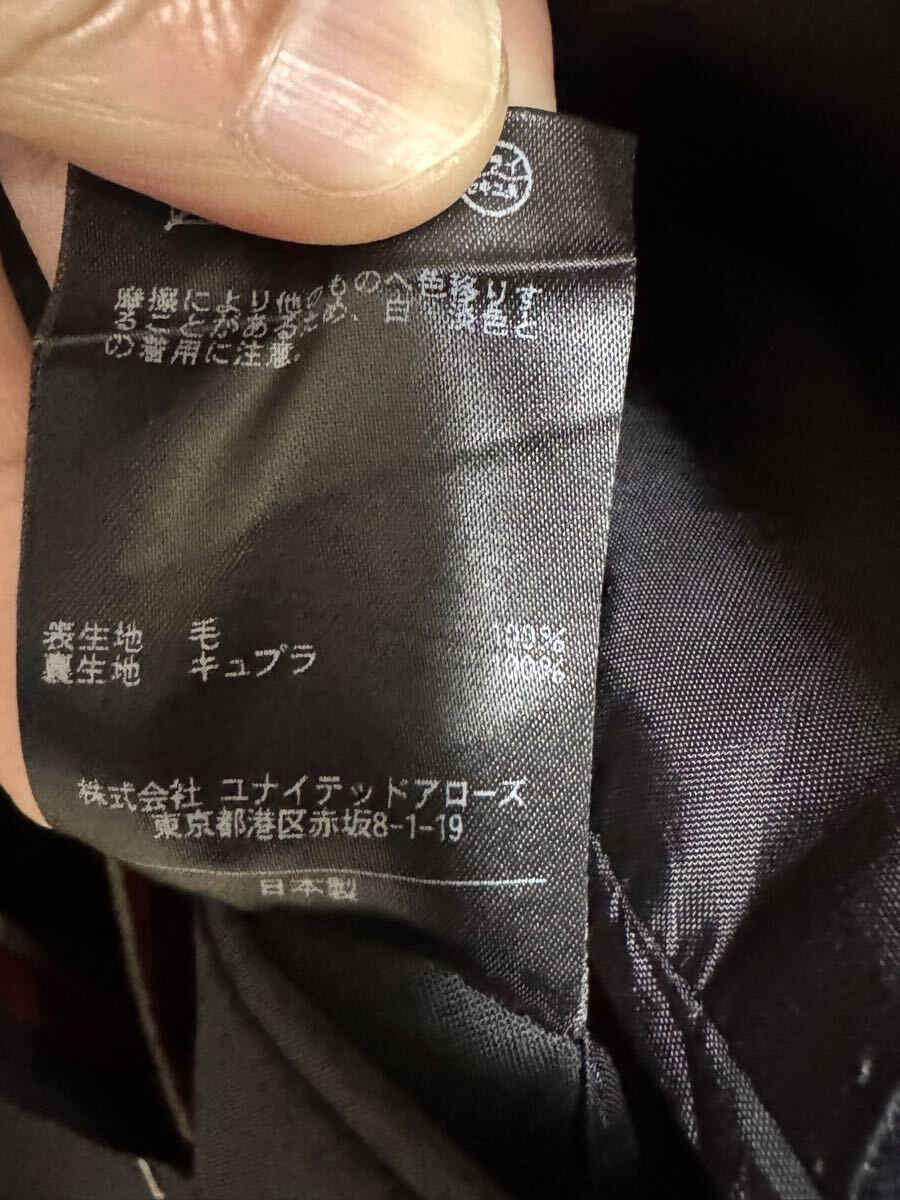 摩擦により他のものへ色移りす
ることがあるため、白・淡色と
の着用に注意。
表生地 毛 100%
裏生地 キュプラ 100%
株式会社 ユナイテッドアローズ
東京都港区赤坂8-1-19
日本製